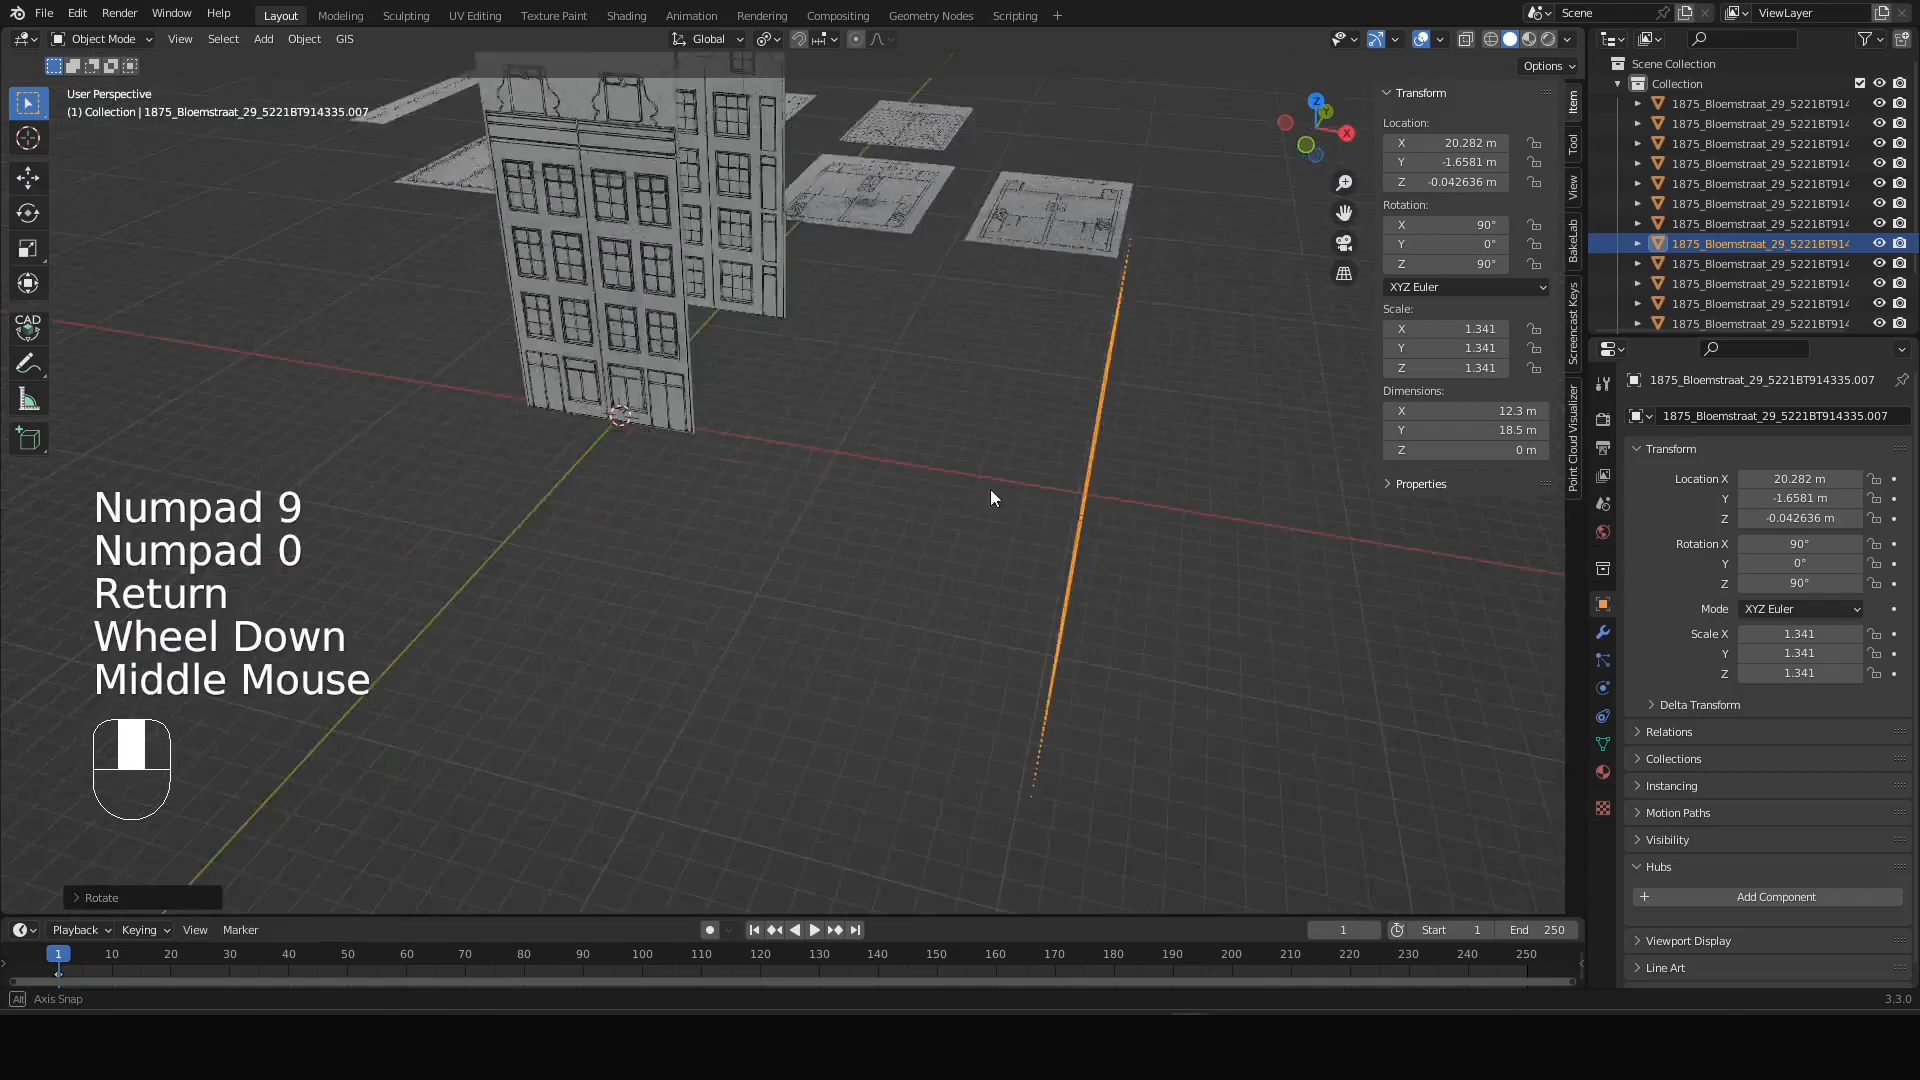 File Edit Render Window Help Layout Modeling Sculpting UV Editing Texture Paint Shading Animation Rendering Compositing Geometry Nodes Scripting + Scene ViewLayer
Object Mode View Select Add Object GIS Global
Options
User Perspective
(1) Collection | 1875_Bloemstraat_29_5221BT914335.007
CAD
Z
Y
X
Numpad 9
Numpad 0
Return
Wheel Down
Middle Mouse
Rotate
Transform
Location:
X 20.282 m
Y -1.6581 m
Z -0.042636 m
Rotation:
X 90°
Y 0°
Z 90°
XYZ Euler
Scale:
X 1.341
Y 1.341
Z 1.341
Dimensions:
X 12.3 m
Y 18.5 m
Z 0 m
Properties
Item
Tool
View
BakeLab
Screencast Keys
Point Cloud Visualizer
Scene Collection
Collection
1875_Bloemstraat_29_5221BT914
1875_Bloemstraat_29_5221BT914
1875_Bloemstraat_29_5221BT914
1875_Bloemstraat_29_5221BT914
1875_Bloemstraat_29_5221BT914
1875_Bloemstraat_29_5221BT914
1875_Bloemstraat_29_5221BT914
1875_Bloemstraat_29_5221BT914
1875_Bloemstraat_29_5221BT914
1875_Bloemstraat_29_5221BT914
1875_Bloemstraat_29_5221BT914
1875_Bloemstraat_29_5221BT914
1875_Bloemstraat_29_5221BT914335.007
1875_Bloemstraat_29_5221BT914335.007
Transform
Location X 20.282 m
Y -1.6581 m
Z -0.042636 m
Rotation X 90°
Y 0°
Z 90°
Mode XYZ Euler
Scale X 1.341
Y 1.341
Z 1.341
Delta Transform
Relations
Collections
Instancing
Motion Paths
Visibility
Hubs
+ Add Component
Viewport Display
Line Art
Playback Keying View Marker 1 Start 1 End 250
1 10 20 30 40 50 60 70 80 90 100 110 120 130 140 150 160 170 180 190 200 210 220 230 240 250
Alt Axis Snap 3.3.0